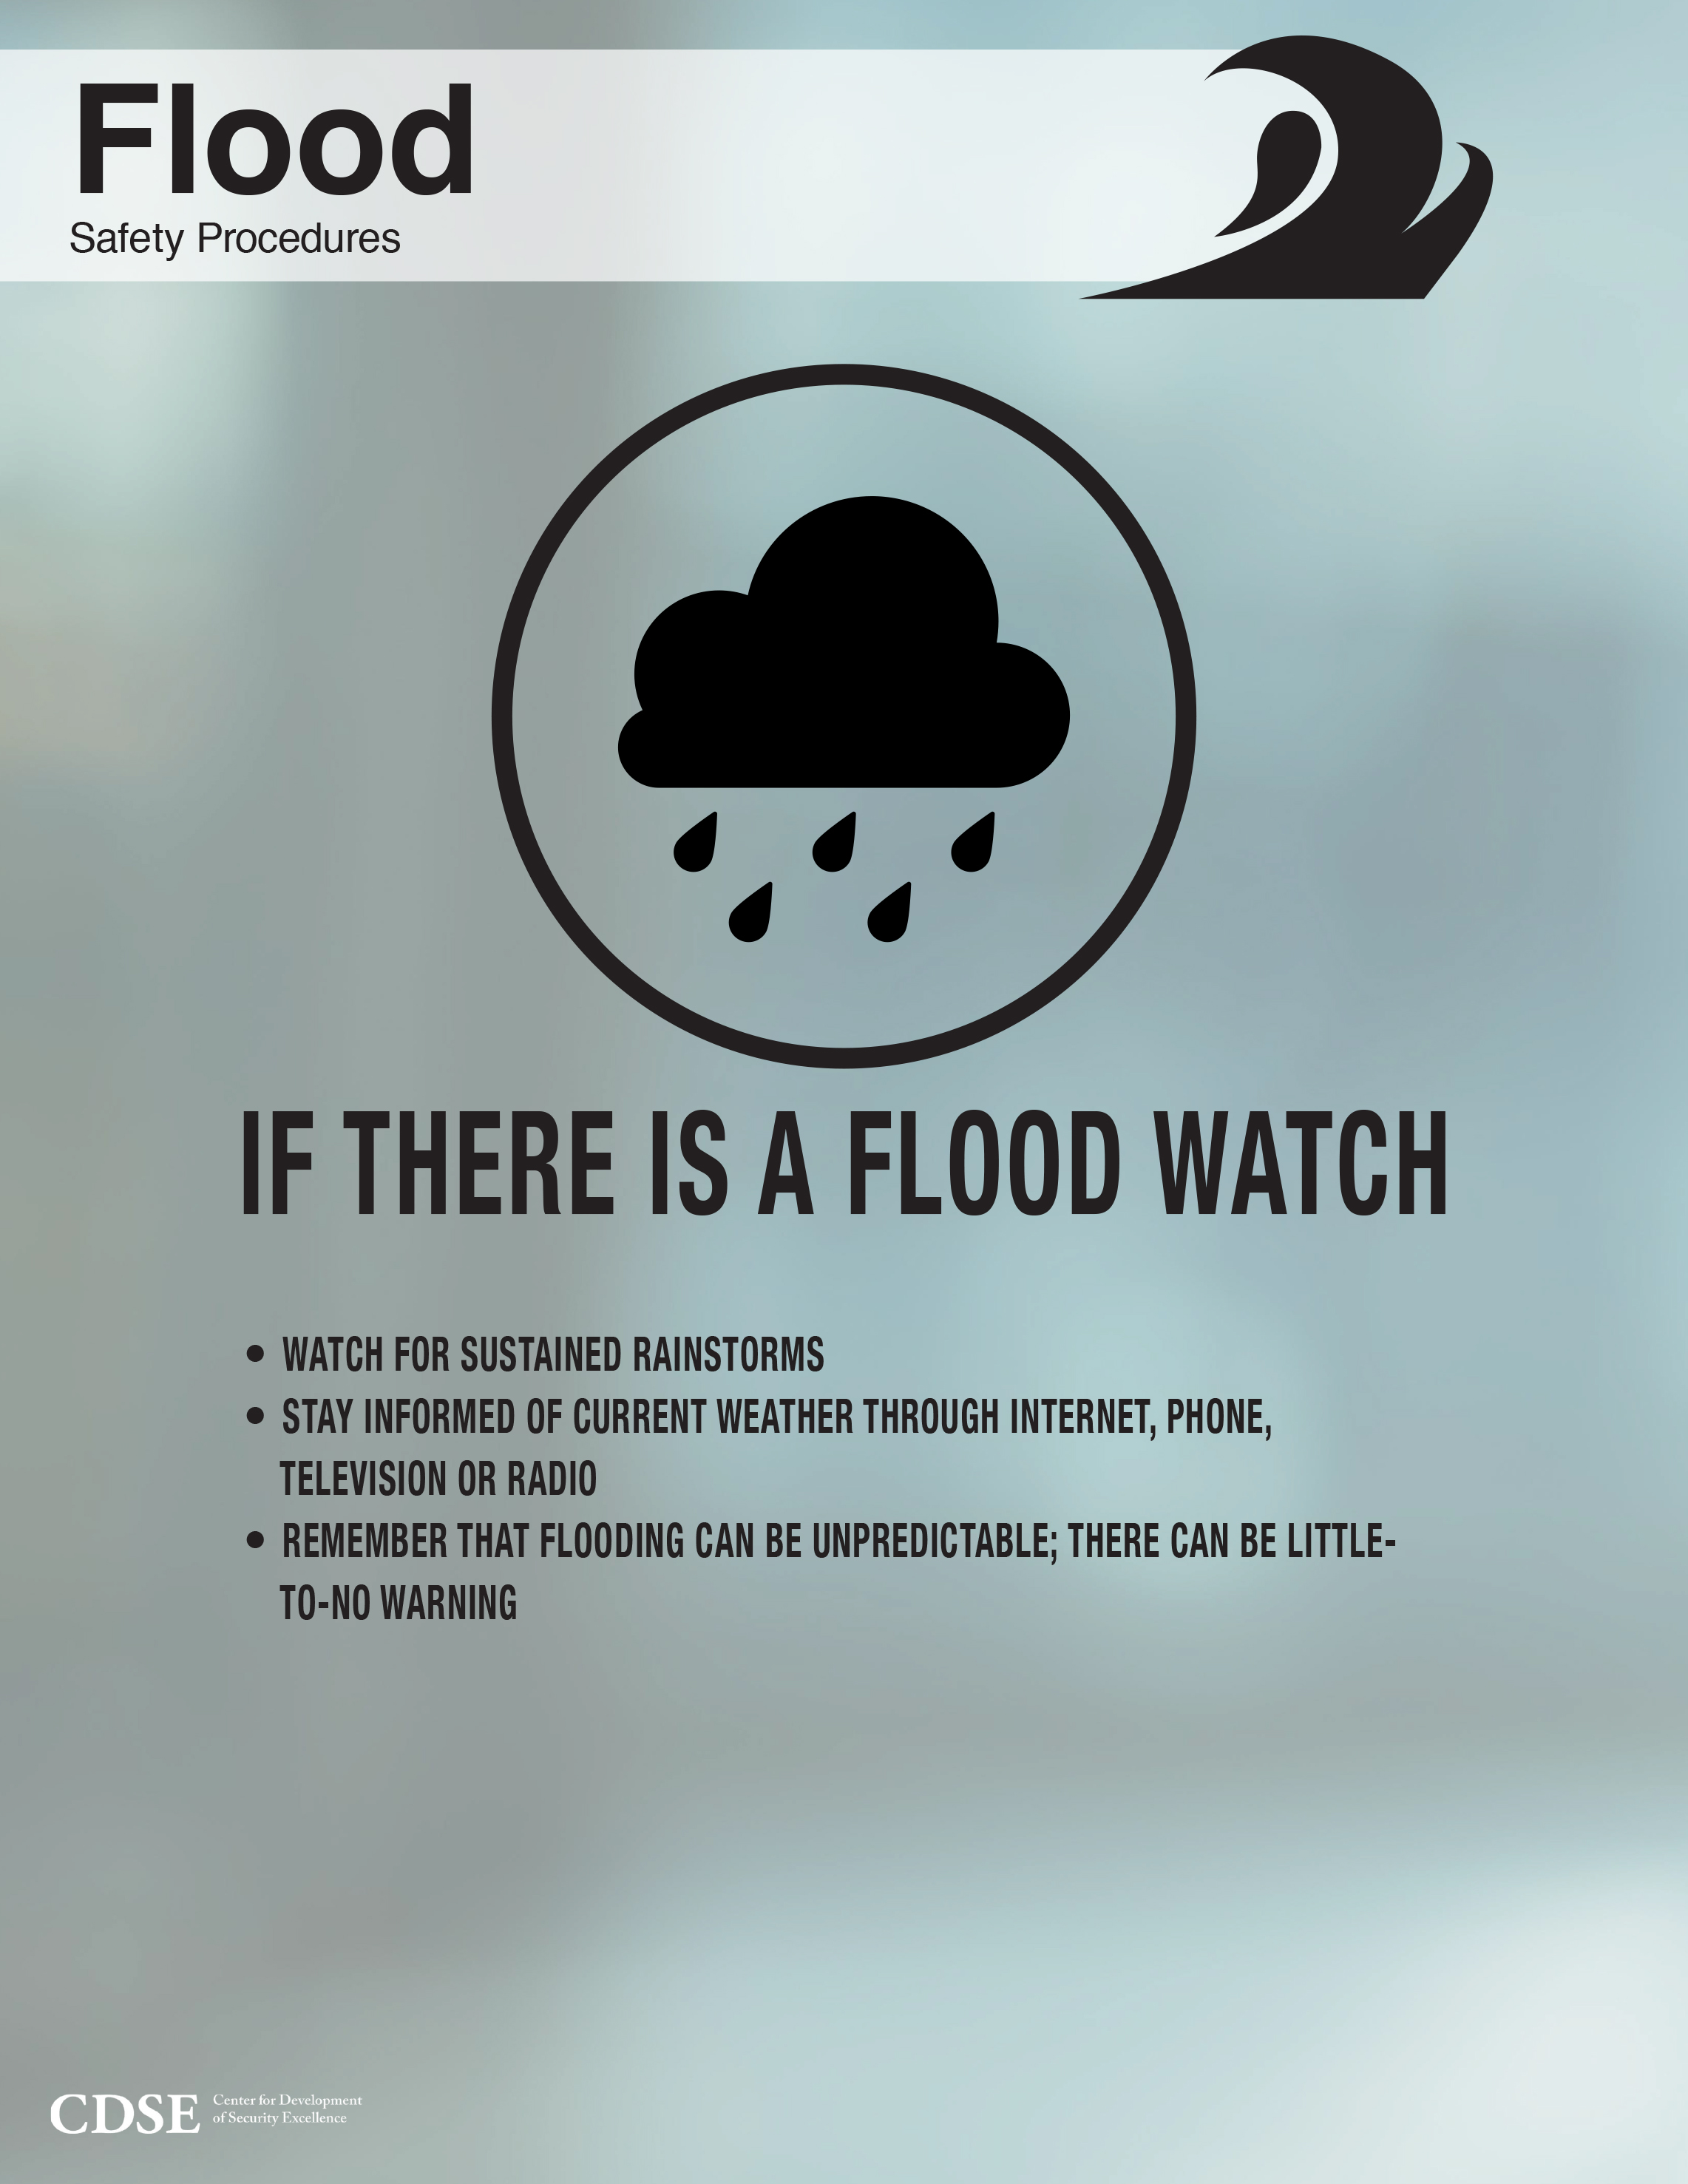 Flood
Safety Procedures
IF THERE IS A FLOOD WATCH
• WATCH FOR SUSTAINED RAINSTORMS
• STAY INFORMED OF CURRENT WEATHER THROUGH INTERNET, PHONE,
TELEVISION OR RADIO
• REMEMBER THAT FLOODING CAN BE UNPREDICTABLE; THERE CAN BE LITTLE-
TO-NO WARNING
CDSE
Center for Development
of Security Excellence